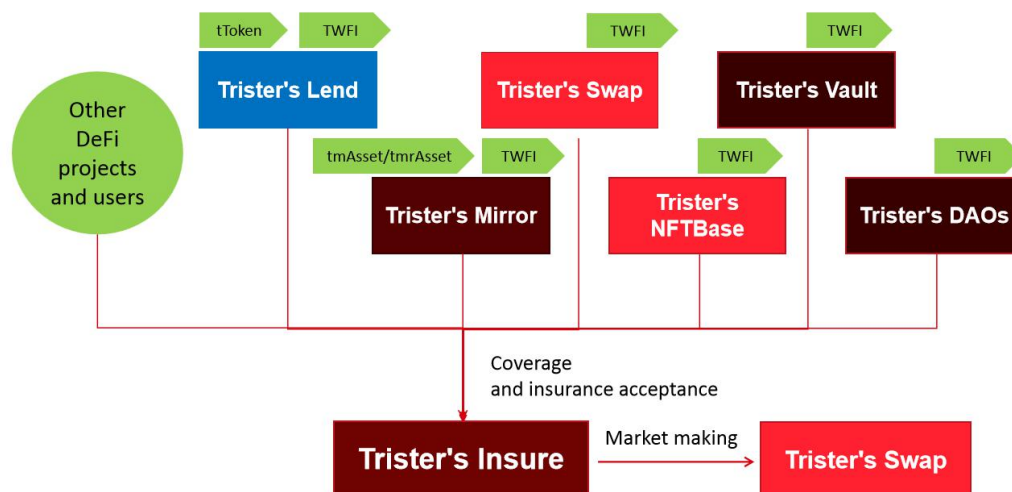 tToken
TWFI
TWFI
TWFI
Trister's Lend
Trister's Swap
Trister's Vault
Other
DeFi
projects
and users
tmAsset/tmrAsset
TWFI
TWFI
TWFI
Trister's Mirror
Trister's
NFTBase
Trister's DAOs
Coverage
and insurance acceptance
Trister's Insure
Market making
Trister's Swap